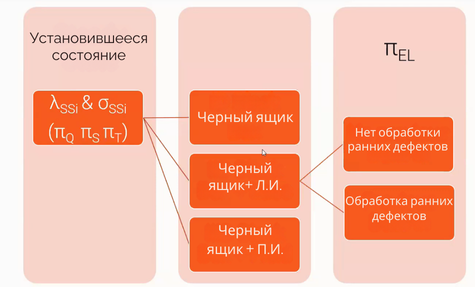 Установившееся
состояние
λSSi & σSSi
(πQ πS πT)
Черный ящик
Черный
ящик+ Л.И.
Черный
ящик + П.И.
πEL
Нет обработки
ранних дефектов
Обработка ранних
дефектов